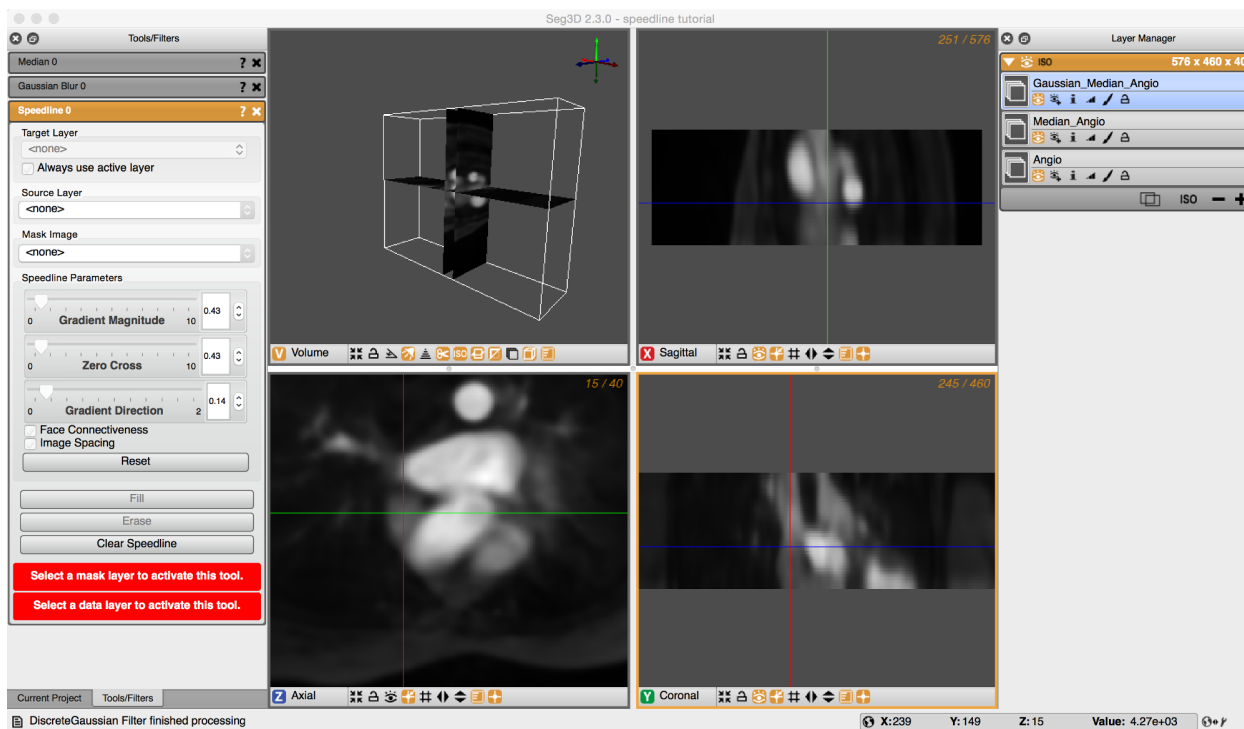 Seg3D 2.3.0 - speedline tutorial
Tools/Filters
Median 0 ?
Gaussian Blur 0 ?
Speedline 0 ?
Target Layer
<none>
Always use active layer
Source Layer
<none>
Mask Image
<none>
Speedline Parameters
0.43
0 Gradient Magnitude 10
0.43
0 Zero Cross 10
0.14
0 Gradient Direction 2
Face Connectiveness
Image Spacing
Reset
Fill
Erase
Clear Speedline
Select a mask layer to activate this tool.
Select a data layer to activate this tool.
Current Project Tools/Filters
V Volume ISO
251 / 576
X Sagittal
15 / 40
Z Axial
245 / 460
Y Coronal
Layer Manager
ISO 576 x 460 x 40
Gaussian_Median_Angio
Median_Angio
Angio
ISO
DiscreteGaussian Filter finished processing
X:239 Y:149 Z:15 Value: 4.27e+03